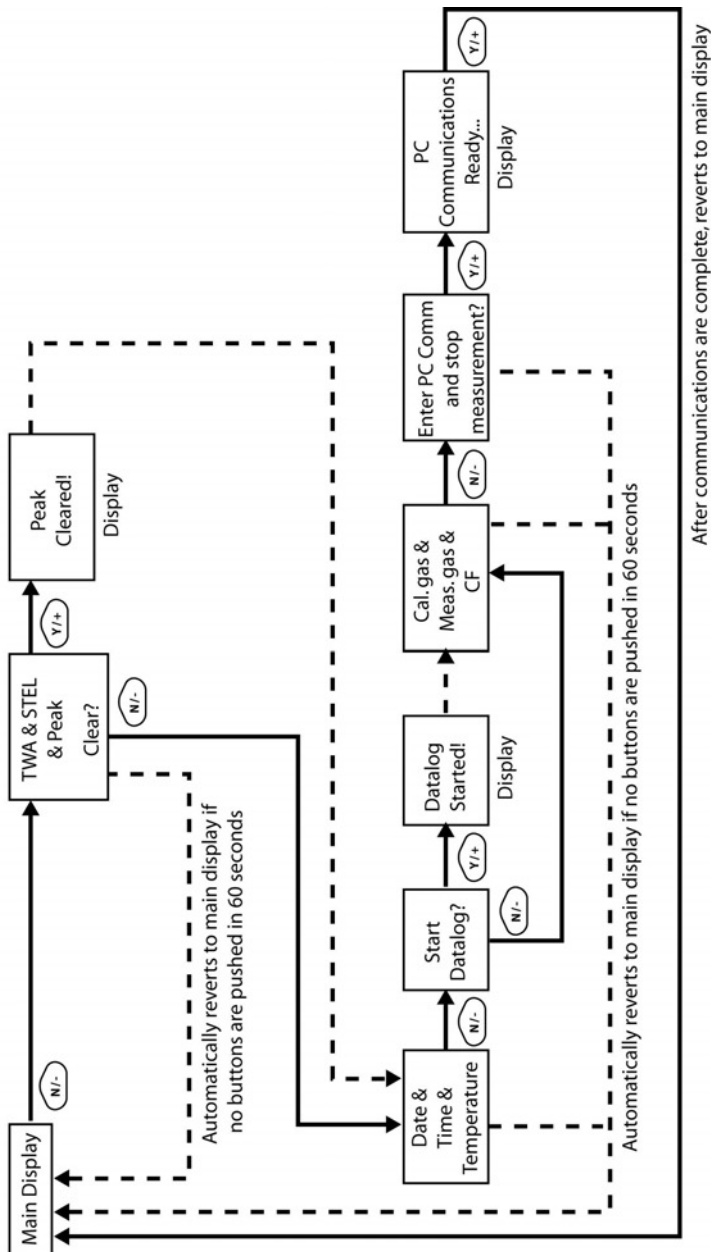 Main Display
N/-
TWA & STEL
& Peak
Clear?
Y/+
Peak
Cleared!
Display
N/-
Automatically reverts to main display if
no buttons are pushed in 60 seconds
Date &
Time &
Temperature
N/-
Start
Datalog?
Y/+
Datalog
Started!
Display
N/-
Cal. gas &
Meas. gas &
CF
N/-
Enter PC Comm
and stop
measurement?
Y/+
PC
Communications
Ready...
Display
Y/+
Automatically reverts to main display if no buttons are pushed in 60 seconds
After communications are complete, reverts to main display